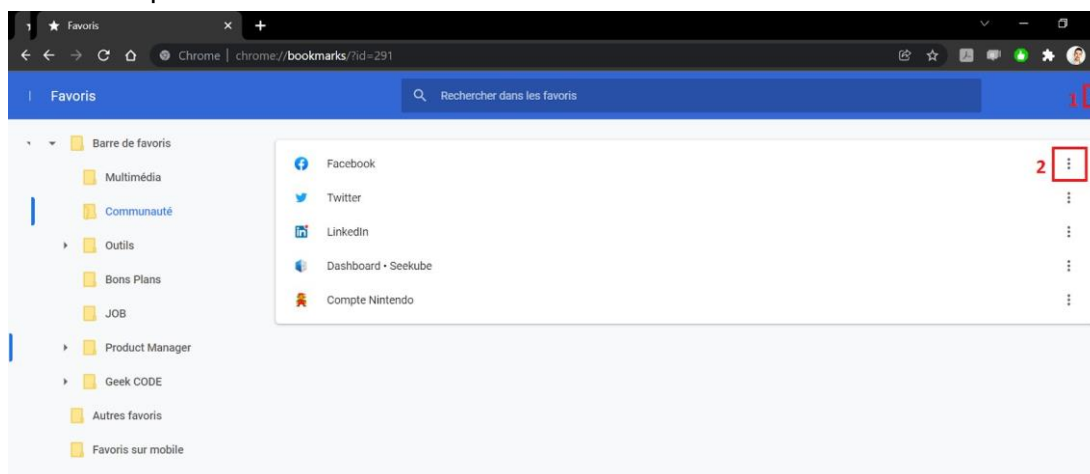 Favoris
Chrome | chrome://bookmarks/?id=291
Favoris
Rechercher dans les favoris
1
Barre de favoris
Multimédia
Communauté
Outils
Bons Plans
JOB
Product Manager
Geek CODE
Autres favoris
Favoris sur mobile
Facebook
2
Twitter
LinkedIn
Dashboard • Seekube
Compte Nintendo